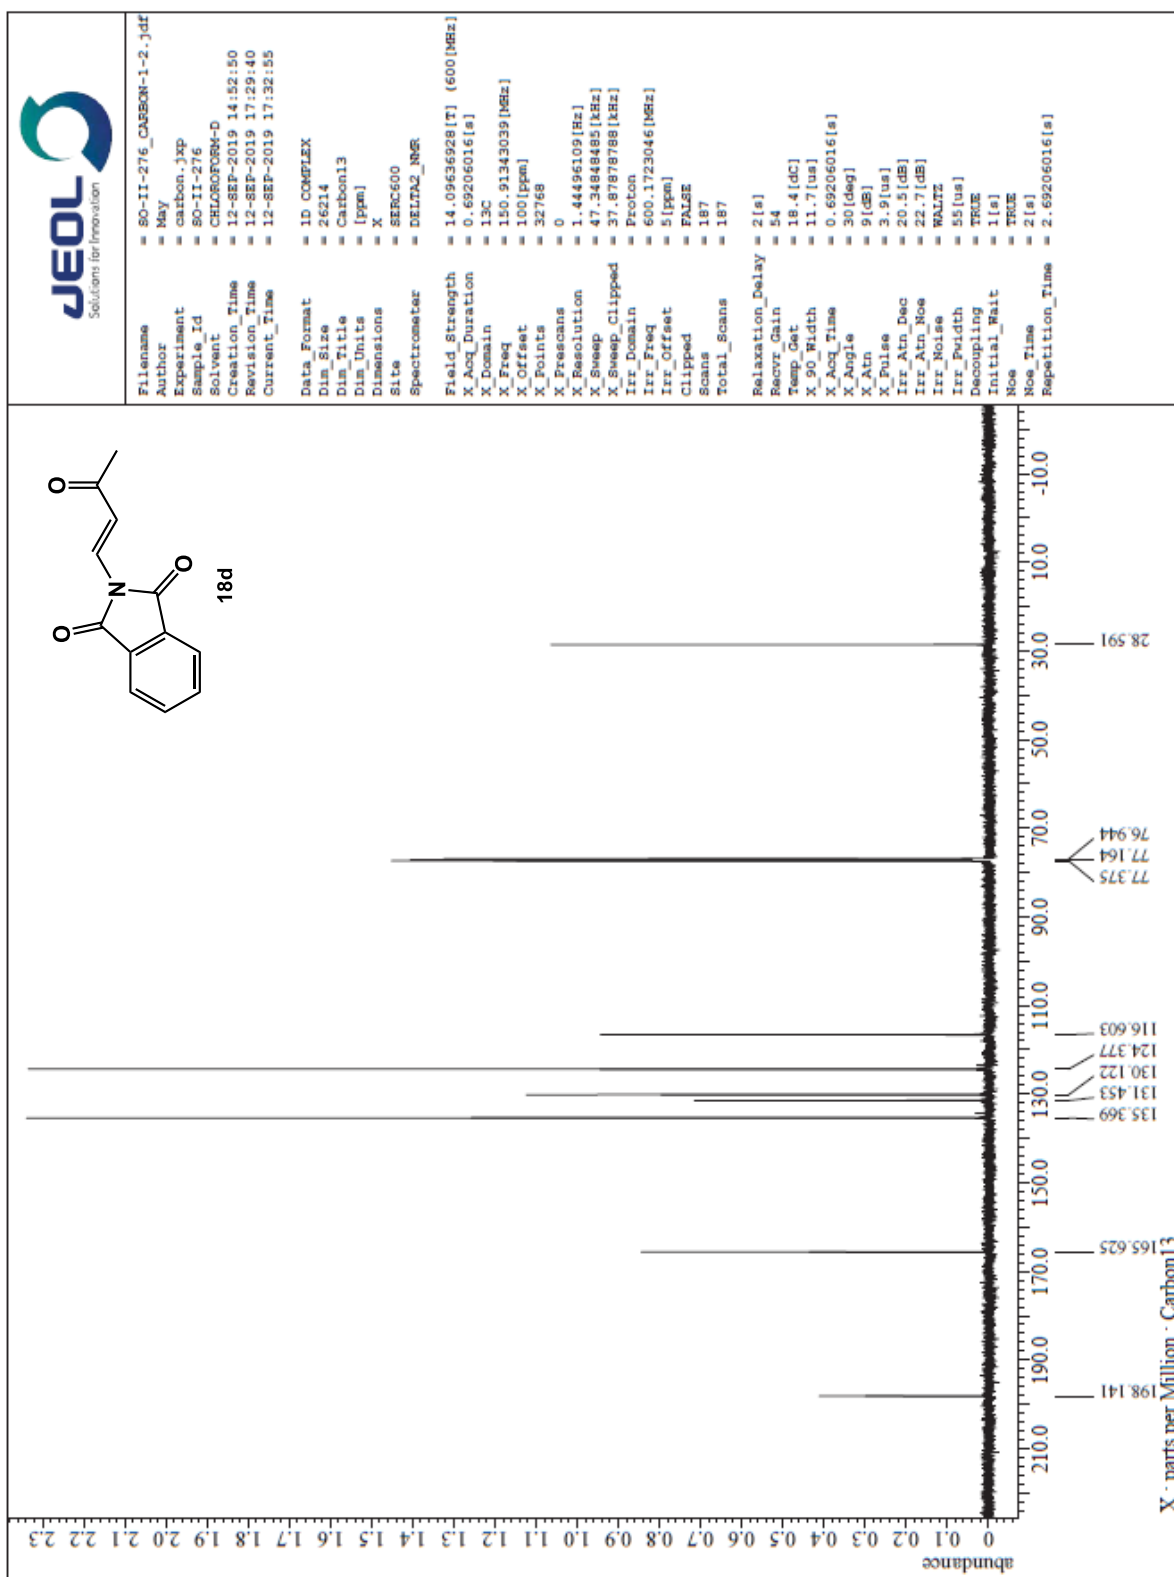 JEOL
Solutions for Innovation
Filename = SO-II-276_CARBON-1-2.jdf
Author = May
Experiment = carbon.jxp
Sample_Id = SO-II-276
Solvent = CHLOROFORM-D
Creation_Time = 12-SEP-2019 14:52:50
Revision_Time = 12-SEP-2019 17:29:40
Current_Time = 12-SEP-2019 17:32:55
Data_Format = 1D COMPLEX
Dim_Size = 26214
Dim_Title = Carbon13
Dim_Units = [ppm]
Dimensions = X
Site = SERC600
Spectrometer = DELTA2_NMR
Field_Strength = 14.09636928[T] (600[MHz]
X_Acq_Duration = 0.69206016[s]
X_Domain = 13C
X_Freq = 150.91343039[MHz]
X_Offset = 100[ppm]
X_Points = 32768
X_Prescans = 0
X_Resolution = 1.44496109[Hz]
X_Sweep = 47.34848485[kHz]
X_Sweep_Clipped = 37.87878788[kHz]
Irr_Domain = Proton
Irr_Freq = 600.1723046[MHz]
Irr_Offset = 5[ppm]
Clipped = FALSE
Scans = 187
Total_Scans = 187
Relaxation_Delay = 2[s]
Recvr_Gain = 54
Temp_Get = 18.4[dC]
X_90_Width = 11.7[us]
X_Acq_Time = 0.69206016[s]
X_Angle = 30[deg]
X_Atn = 9[dB]
X_Pulse = 3.9[us]
Irr_Atn_Dec = 20.5[dB]
Irr_Atn_Noe = 22.7[dB]
Irr_Noise = WALTZ
Irr_Pwidth = 55[us]
Decoupling = TRUE
Initial_Wait = 1[s]
Noe = TRUE
Noe_Time = 2[s]
Repetition_Time = 2.69206016[s]
O
O
N
O
18d
abundance
0 0.1 0.2 0.3 0.4 0.5 0.6 0.7 0.8 0.9 1.0 1.1 1.2 1.3 1.4 1.5 1.6 1.7 1.8 1.9 2.0 2.1 2.2 2.3
210.0 190.0 170.0 150.0 130.0 110.0 90.0 70.0 50.0 30.0 10.0 -10.0
198.141
165.625
135.369
131.453
130.122
124.377
116.603
77.375
77.164
76.944
28.591
X : parts per Million : Carbon13